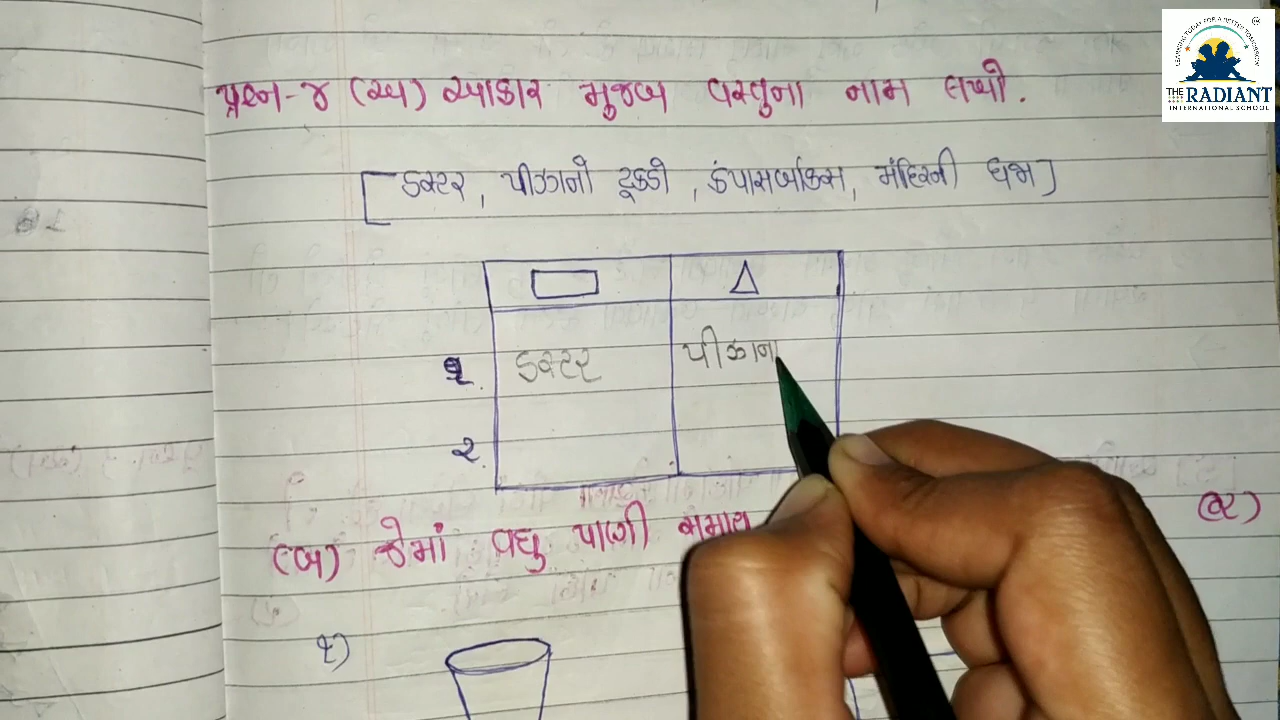 પ્રશ્ન-૪ (અ) આકાર મુજબ વસ્તુના નામ લખો.
[ડસ્ટર, પીઝાનો ટૂકડો, કંપાસબોક્સ, મંદિરની ધજા]
૧. ડસ્ટર પીઝાના
૨.
(બ) જેમાં વધુ પાણી સમાય
(૨)
૧)
THE RADIANT
INTERNATIONAL SCHOOL